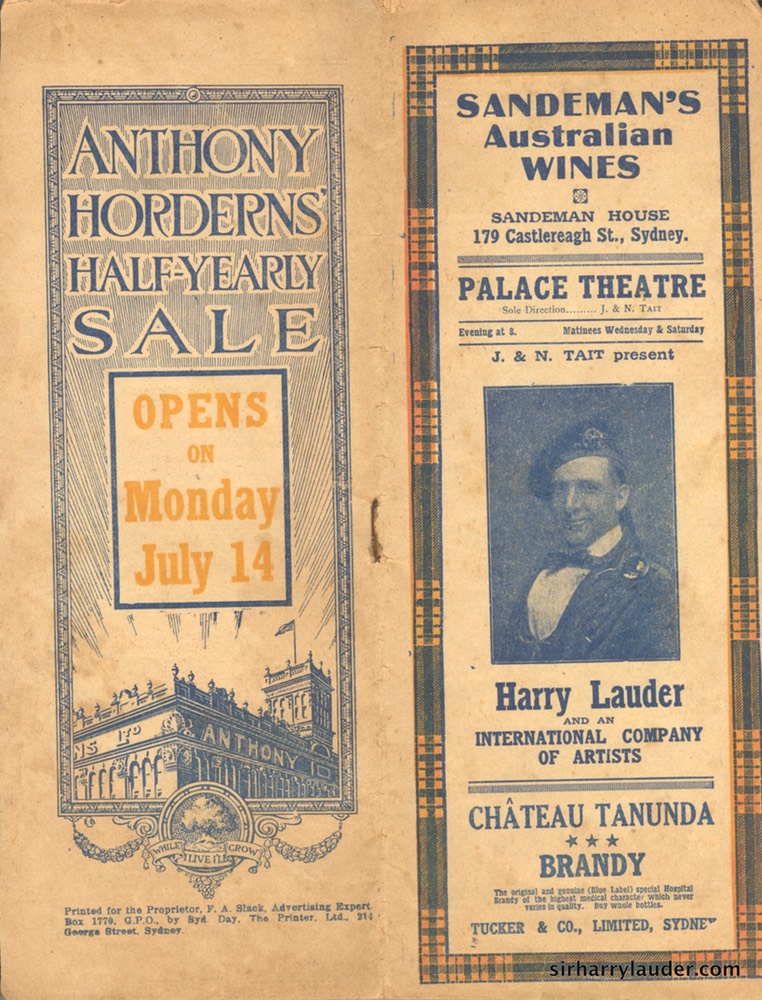 ANTHONY
HORDERNS'
HALF-YEARLY
SALE
OPENS
ON
Monday
July 14
NS LTD
ANTHONY
WHILE
I LIVE I'LL
GROW
Printed for the Proprietor, F. A. Slack, Advertising Expert
Box 1770, G.P.O., by Syd. Day, The Printer, Ltd., 214
George Street, Sydney
SANDEMAN'S
Australian
WINES
SANDEMAN HOUSE
179 Castlereagh St., Sydney.
PALACE THEATRE
Sole Direction......... J. & N. TAIT
Evening at 8. Matinees Wednesday & Saturday
J. & N. TAIT present
Harry Lauder
AND AN
INTERNATIONAL COMPANY
OF ARTISTS
CHÂTEAU TANUNDA
★ ★ ★
BRANDY
The original and genuine (Blue Label) special Hospital
Brandy of the highest medical character which never
varies in quality. Buy whole bottles.
TUCKER & CO., LIMITED, SYDNEY
sirharrylauder.com